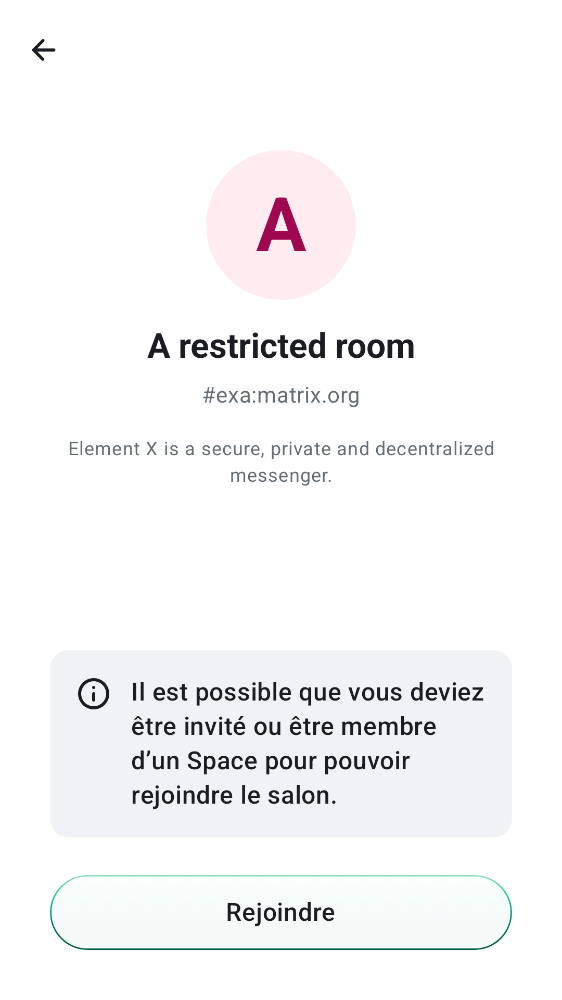 A
A restricted room
#exa:matrix.org
Element X is a secure, private and decentralized
messenger.
Il est possible que vous deviez
être invité ou être membre
d’un Space pour pouvoir
rejoindre le salon.
Rejoindre